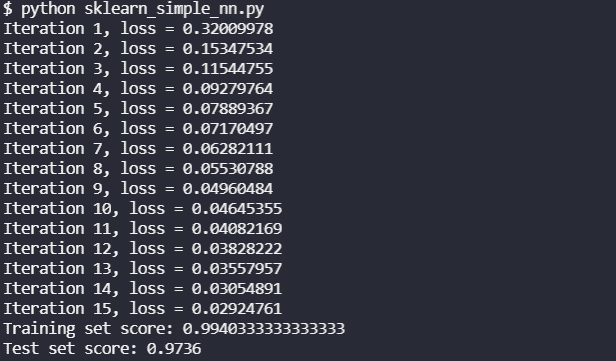 $ python sklearn_simple_nn.py
Iteration 1, loss = 0.32009978
Iteration 2, loss = 0.15347534
Iteration 3, loss = 0.11544755
Iteration 4, loss = 0.09279764
Iteration 5, loss = 0.07889367
Iteration 6, loss = 0.07170497
Iteration 7, loss = 0.06282111
Iteration 8, loss = 0.05530788
Iteration 9, loss = 0.04960484
Iteration 10, loss = 0.04645355
Iteration 11, loss = 0.04082169
Iteration 12, loss = 0.03828222
Iteration 13, loss = 0.03557957
Iteration 14, loss = 0.03054891
Iteration 15, loss = 0.02924761
Training set score: 0.9940333333333333
Test set score: 0.9736